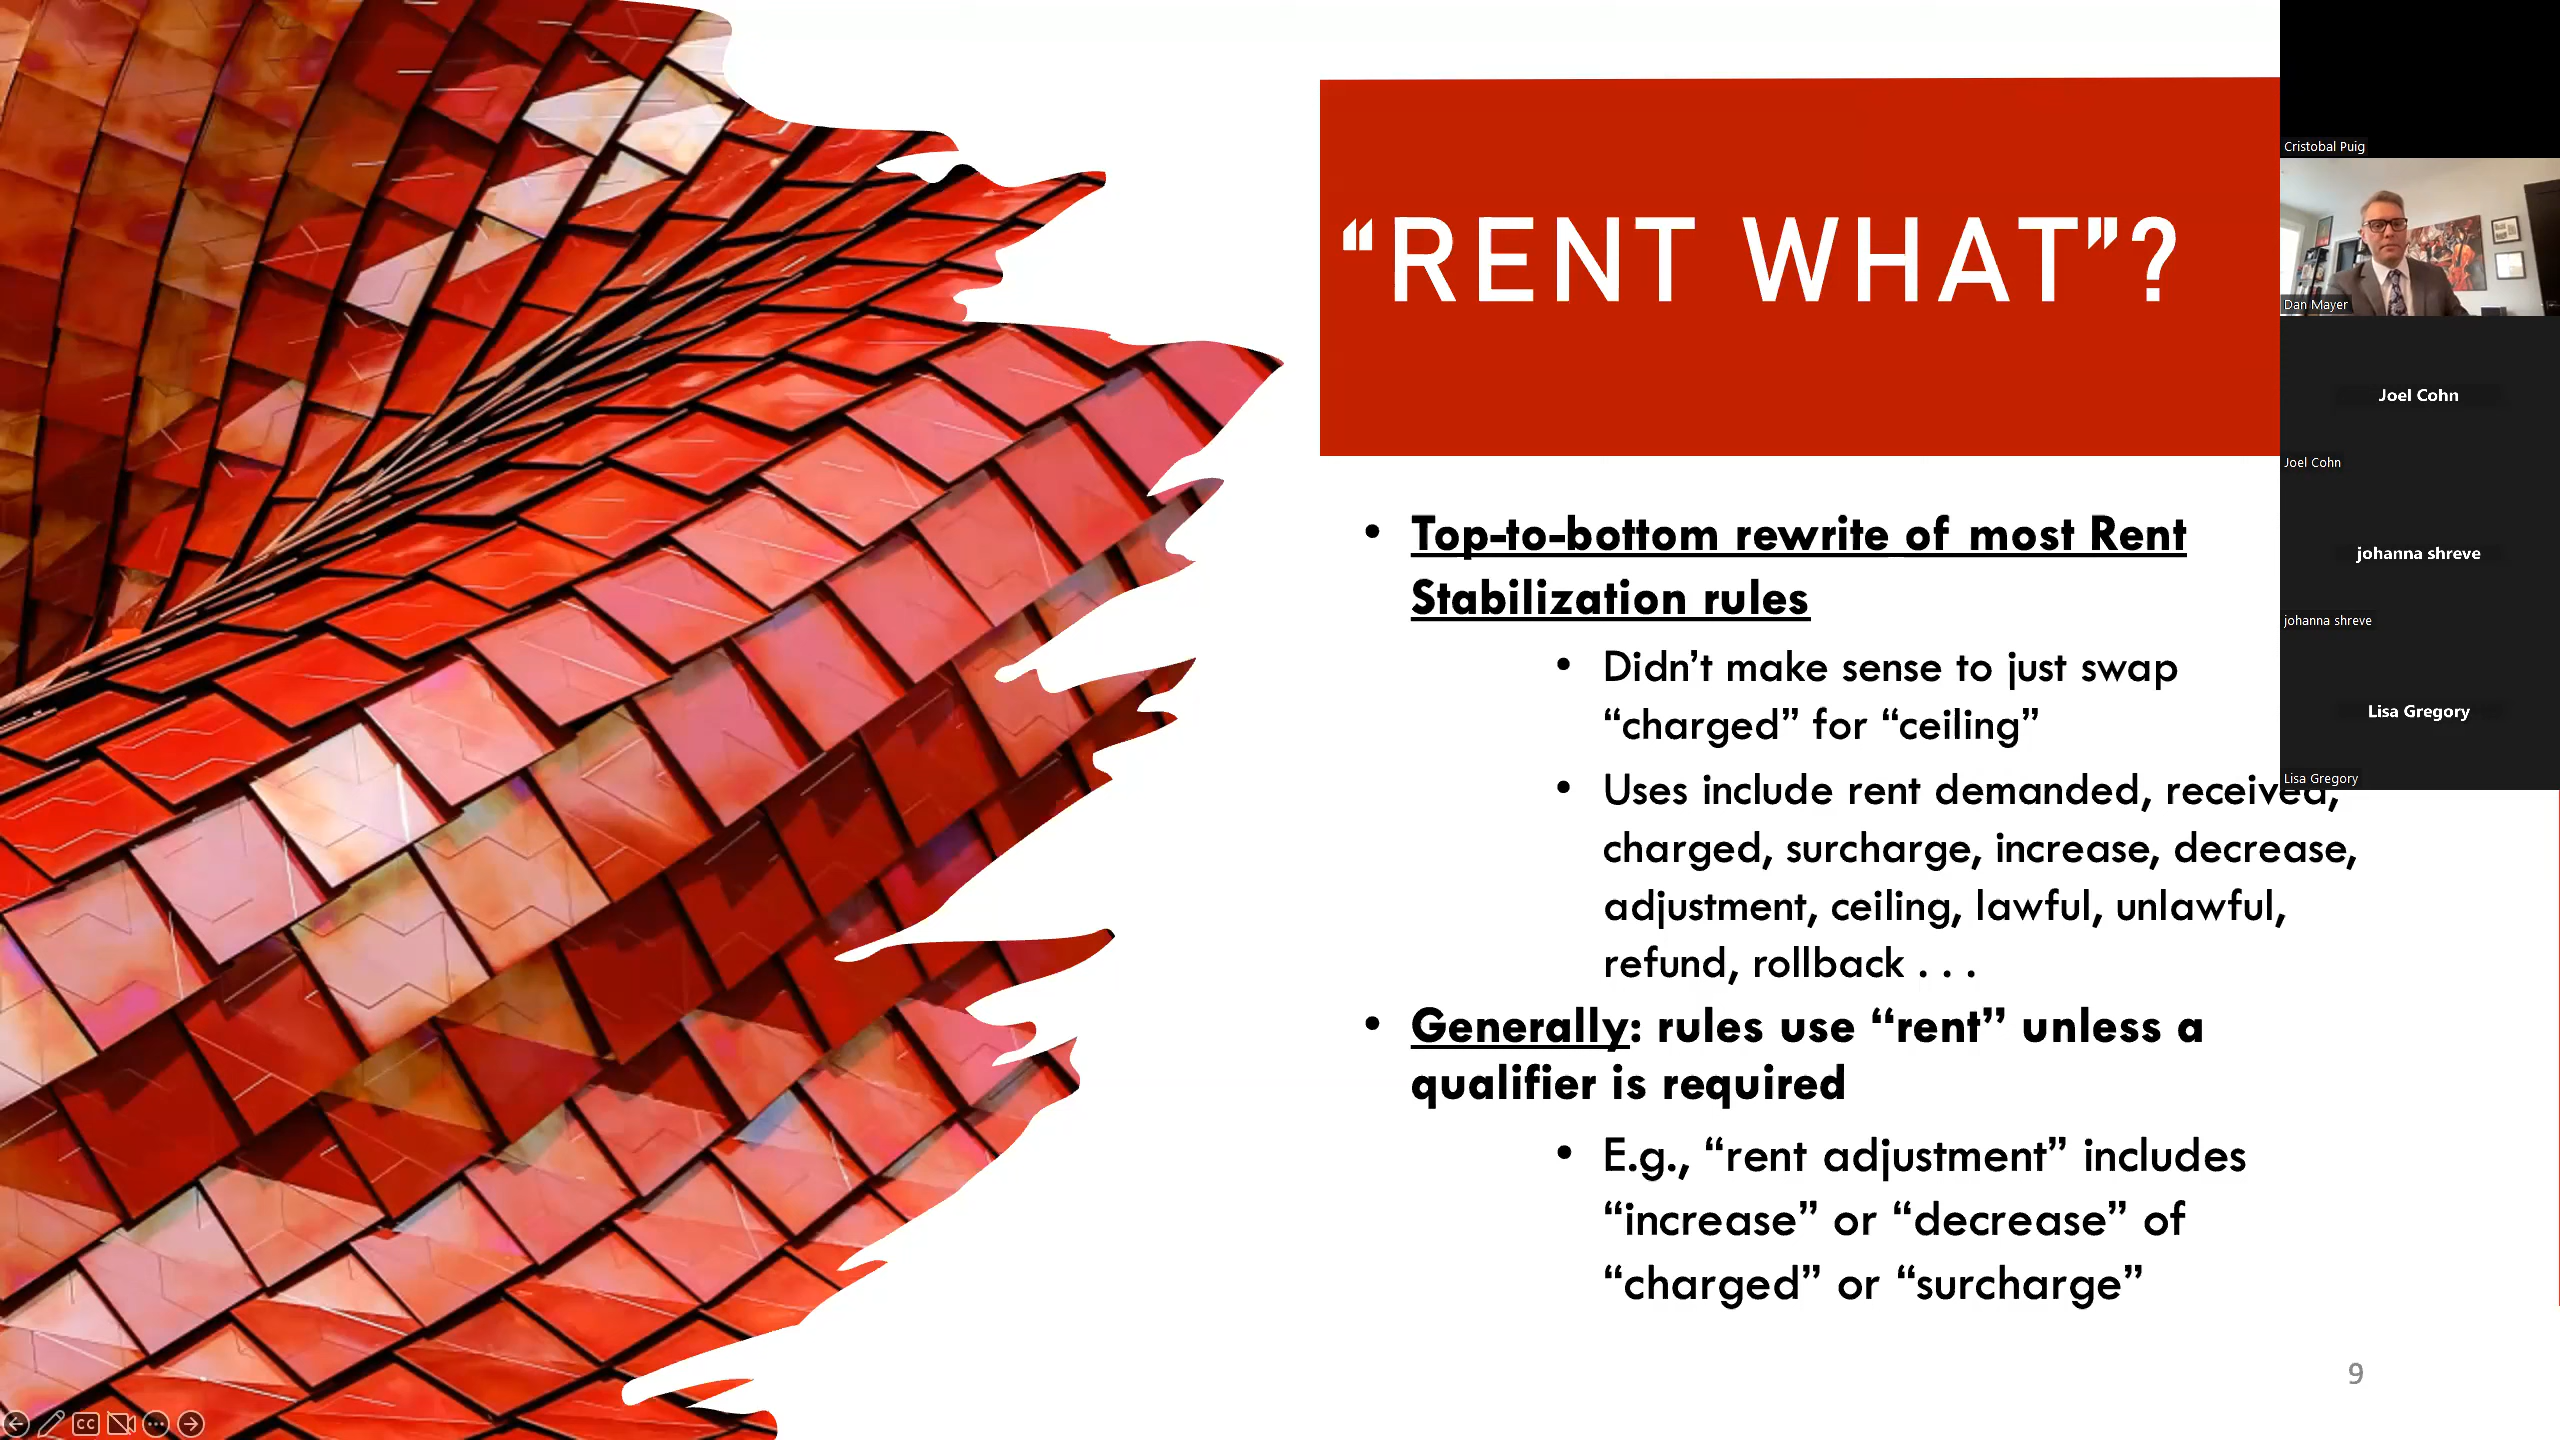 “RENT WHAT”?
• Top-to-bottom rewrite of most Rent
Stabilization rules
• Didn’t make sense to just swap
“charged” for “ceiling”
• Uses include rent demanded, received,
charged, surcharge, increase, decrease,
adjustment, ceiling, lawful, unlawful,
refund, rollback . . .
• Generally: rules use “rent” unless a
qualifier is required
• E.g., “rent adjustment” includes
“increase” or “decrease” of
“charged” or “surcharge”
9
Cristobal Puig
Dan Mayer
Joel Cohn
Joel Cohn
johanna shreve
johanna shreve
Lisa Gregory
Lisa Gregory
CC